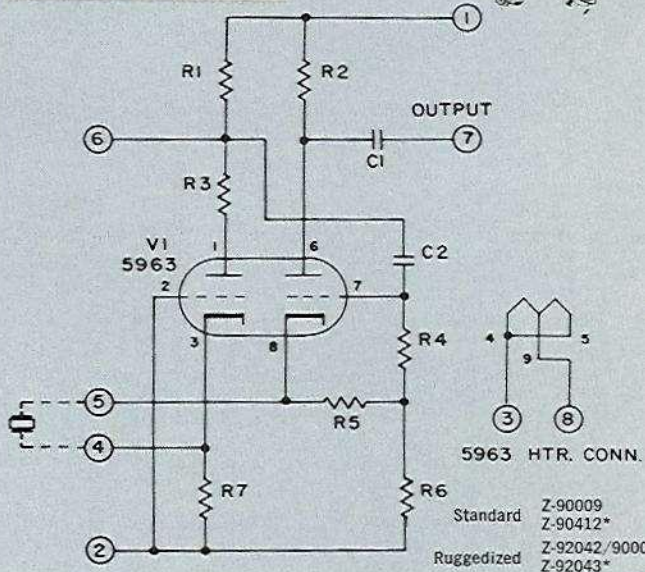 1
R1
R2
OUTPUT
6
7
C1
R3
V1
5963
1
6
2
7
C2
3
8
R4
4
5
9
5
R5
3
8
4
5963 HTR. CONN.
R7
R6
2
Standard Z-90009
Z-90412*
Ruggedized Z-92042/9000
Z-92043*